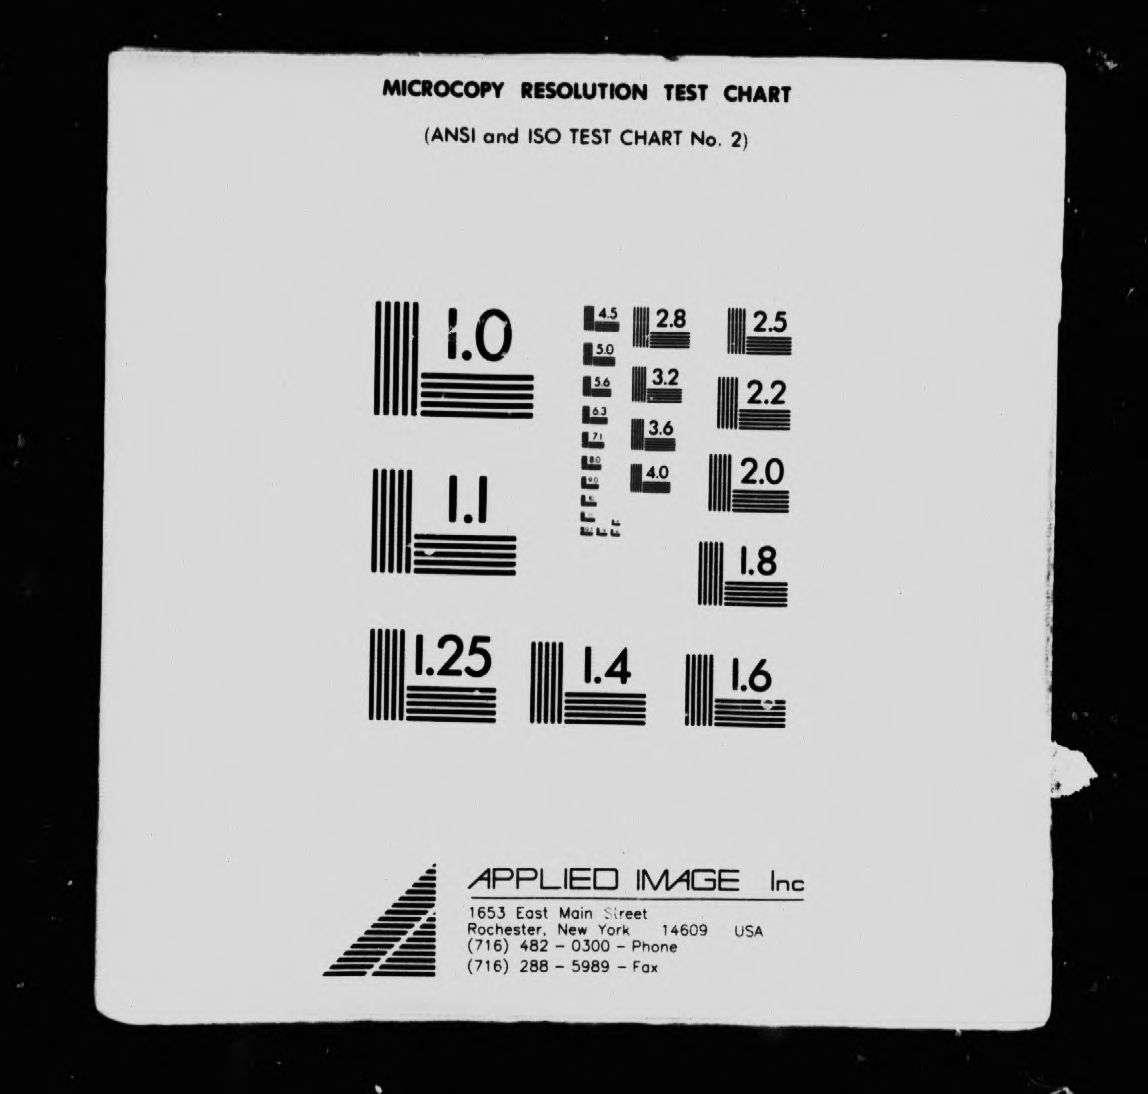 MICROCOPY RESOLUTION TEST CHART
(ANSI and ISO TEST CHART No. 2)
1.0
1.1
1.25
1.4
1.6
1.8
2.0
2.2
2.5
2.8
3.2
3.6
4.0
4.5
5.0
5.6
6.3
7.1
8.0
9.0
APPLIED IMAGE Inc
1653 East Main Street
Rochester, New York 14609 USA
(716) 482 - 0300 - Phone
(716) 288 - 5989 - Fax